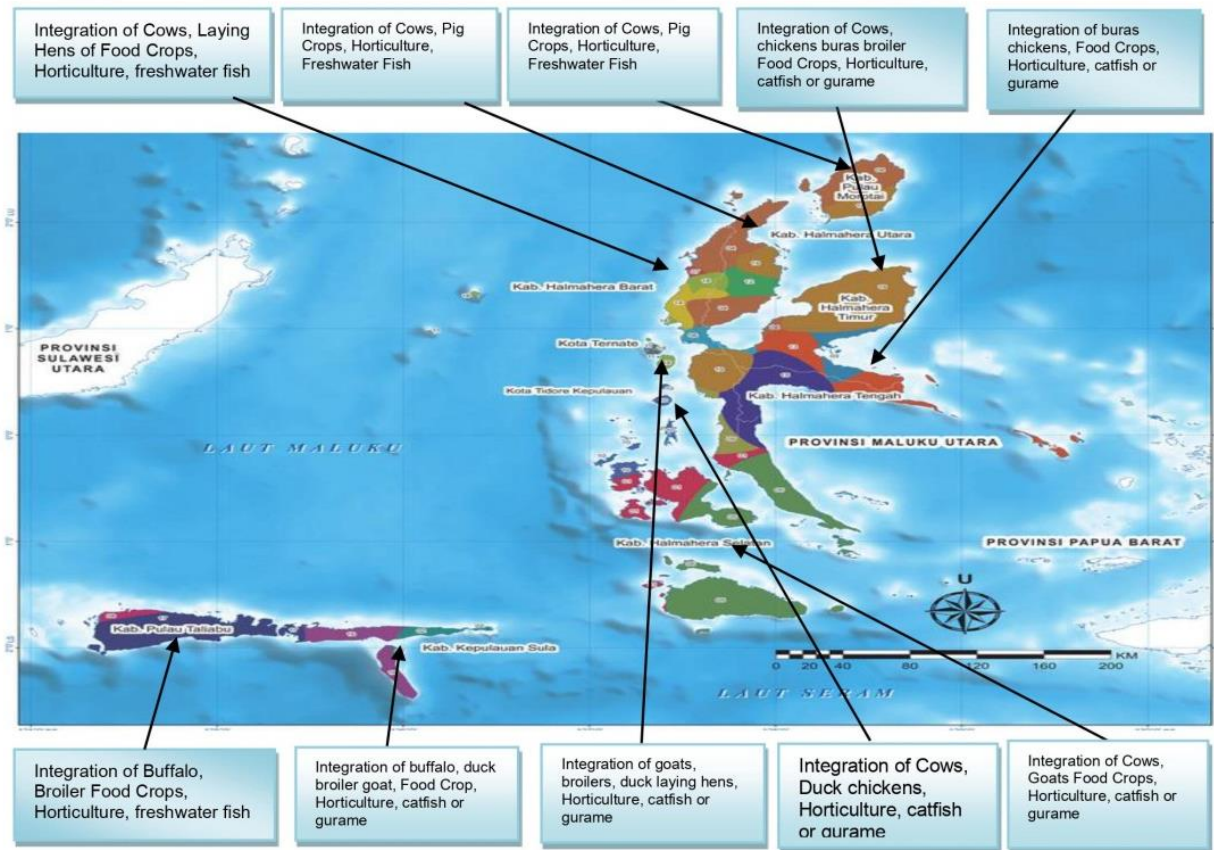 Integration of Cows, Laying
Hens of Food Crops,
Horticulture, freshwater fish
Integration of Cows, Pig
Crops, Horticulture,
Freshwater Fish
Integration of Cows, Pig
Crops, Horticulture,
Freshwater Fish
Integration of Cows,
chickens buras broiler
Food Crops, Horticulture,
catfish or gurame
Integration of buras
chickens, Food Crops,
Horticulture, catfish or
gurame
Kab.
Pulau
Morotai
Kab. Halmahera Utara
Kab. Halmahera Barat
Kab.
Halmahera
Timur
PROVINSI
SULAWESI
UTARA
Kota Ternate
Kota Tidore Kepulauan
Kab. Halmahera Tengah
LAUT MALUKU
PROVINSI MALUKU UTARA
Kab. Halmahera Selatan
PROVINSI PAPUA BARAT
U
Kab. Pulau Taliabu
Kab. Kepulauan Sula
KM
0 20 40 80 120 160 200
LAUT SERAM
Integration of Buffalo,
Broiler Food Crops,
Horticulture, freshwater fish
Integration of buffalo, duck
broiler goat, Food Crop,
Horticulture, catfish or
gurame
Integration of goats,
broilers, duck laying hens,
Horticulture, catfish or
gurame
Integration of Cows,
Duck chickens,
Horticulture, catfish
or gurame
Integration of Cows,
Goats Food Crops,
Horticulture, catfish or
gurame